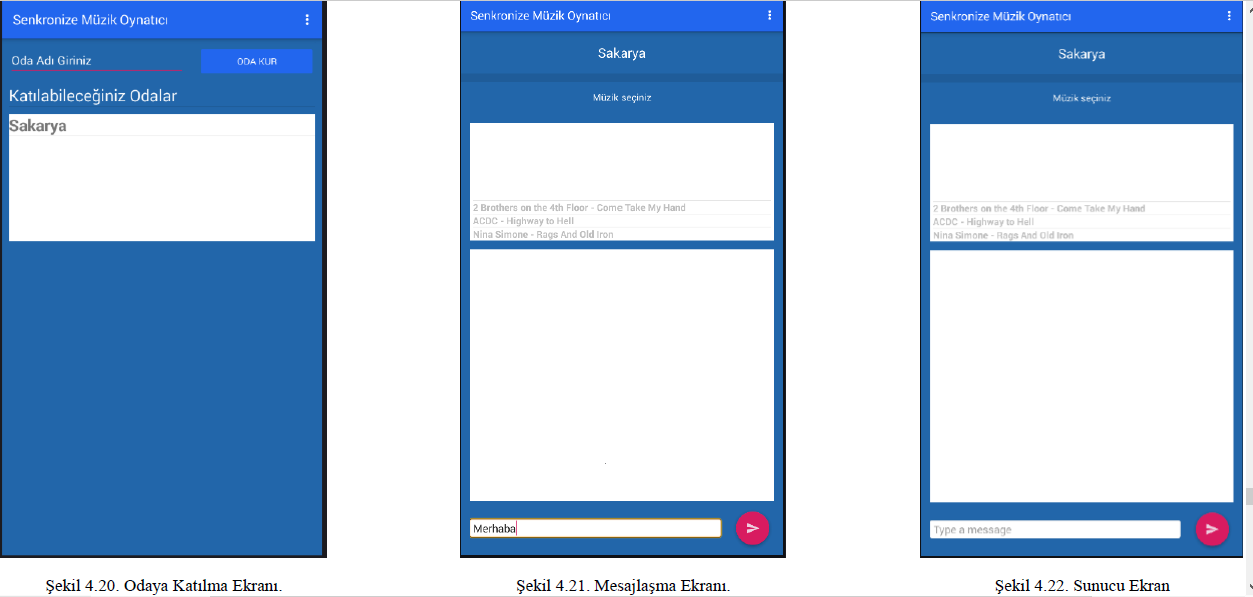 Senkronize Müzik Oynatıcı
Oda Adı Giriniz
ODA KUR
Katılabileceğiniz Odalar
Sakarya
Şekil 4.20. Odaya Katılma Ekranı.
Senkronize Müzik Oynatıcı
Sakarya
Müzik seçiniz
2 Brothers on the 4th Floor - Come Take My Hand
ACDC - Highway to Hell
Nina Simone - Rags And Old Iron
Merhaba
Şekil 4.21. Mesajlaşma Ekranı.
Senkronize Müzik Oynatıcı
Sakarya
Müzik seçiniz
2 Brothers on the 4th Floor - Come Take My Hand
ACDC - Highway to Hell
Nina Simone - Rags And Old Iron
Type a message
Şekil 4.22. Sunucu Ekran